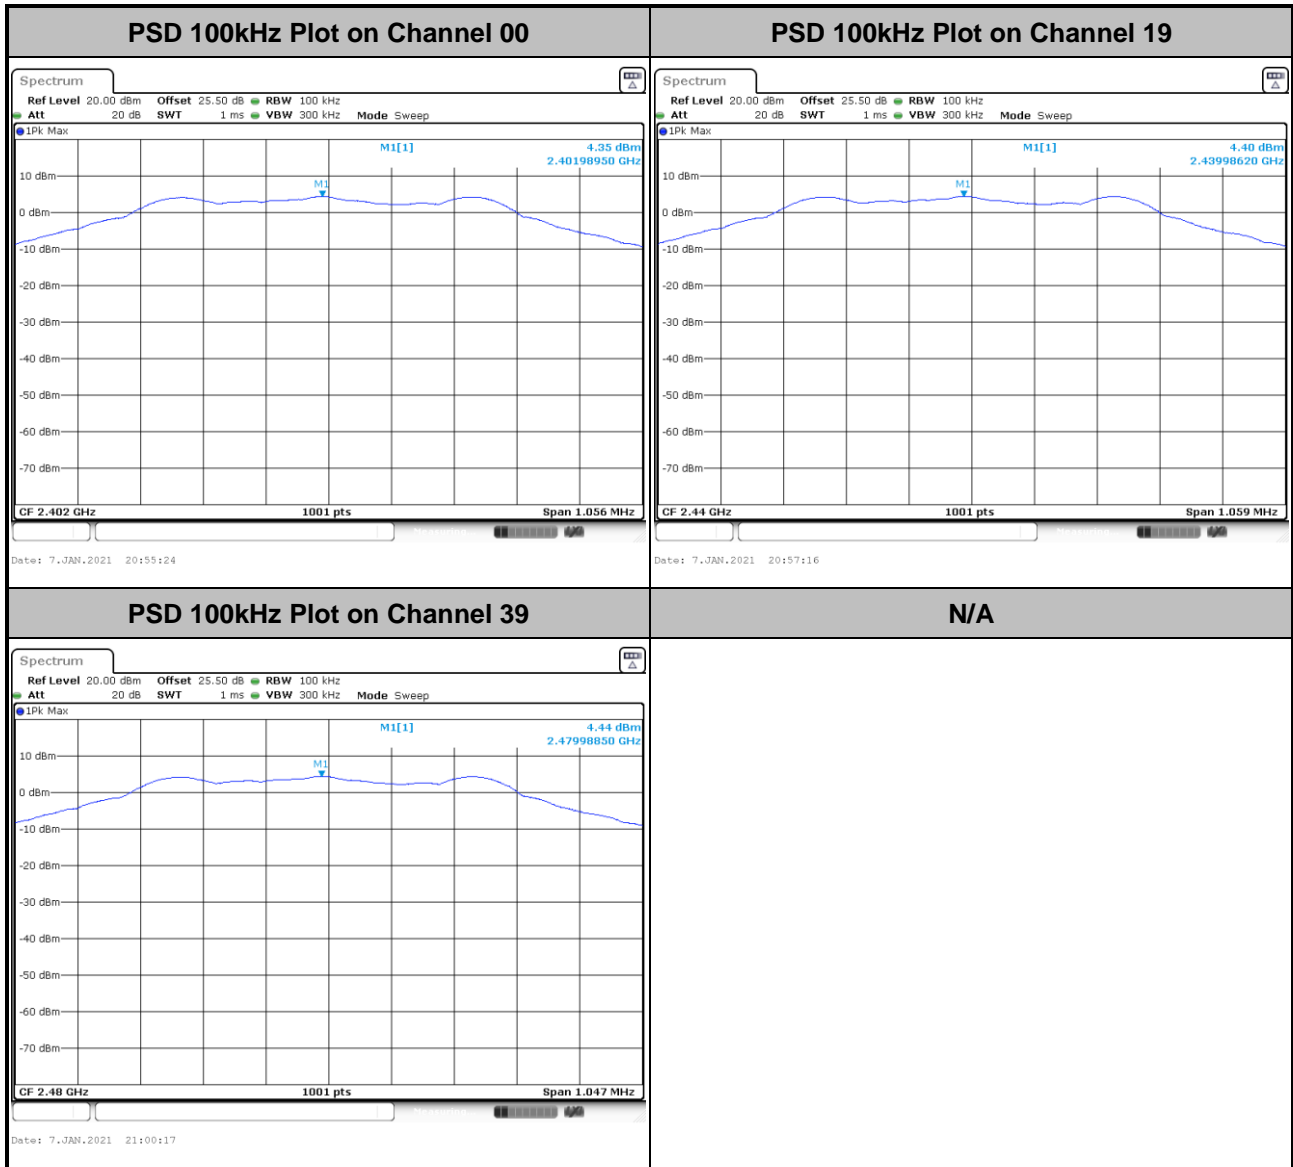 PSD 100kHz Plot on Channel 00
PSD 100kHz Plot on Channel 19
Spectrum
Ref Level 20.00 dBm Offset 25.50 dB RBW 100 kHz
Att 20 dB SWT 1 ms VBW 300 kHz Mode Sweep
1Pk Max
M1[1] 4.35 dBm
2.40198950 GHz
10 dBm
M1
0 dBm
-10 dBm
-20 dBm
-30 dBm
-40 dBm
-50 dBm
-60 dBm
-70 dBm
CF 2.402 GHz 1001 pts Span 1.056 MHz
Measuring...
Date: 7.JAN.2021 20:55:24
Spectrum
Ref Level 20.00 dBm Offset 25.50 dB RBW 100 kHz
Att 20 dB SWT 1 ms VBW 300 kHz Mode Sweep
1Pk Max
M1[1] 4.40 dBm
2.43998620 GHz
10 dBm
M1
0 dBm
-10 dBm
-20 dBm
-30 dBm
-40 dBm
-50 dBm
-60 dBm
-70 dBm
CF 2.44 GHz 1001 pts Span 1.059 MHz
Measuring...
Date: 7.JAN.2021 20:57:16
PSD 100kHz Plot on Channel 39
N/A
Spectrum
Ref Level 20.00 dBm Offset 25.50 dB RBW 100 kHz
Att 20 dB SWT 1 ms VBW 300 kHz Mode Sweep
1Pk Max
M1[1] 4.44 dBm
2.47998850 GHz
10 dBm
M1
0 dBm
-10 dBm
-20 dBm
-30 dBm
-40 dBm
-50 dBm
-60 dBm
-70 dBm
CF 2.48 GHz 1001 pts Span 1.047 MHz
Measuring...
Date: 7.JAN.2021 21:00:17